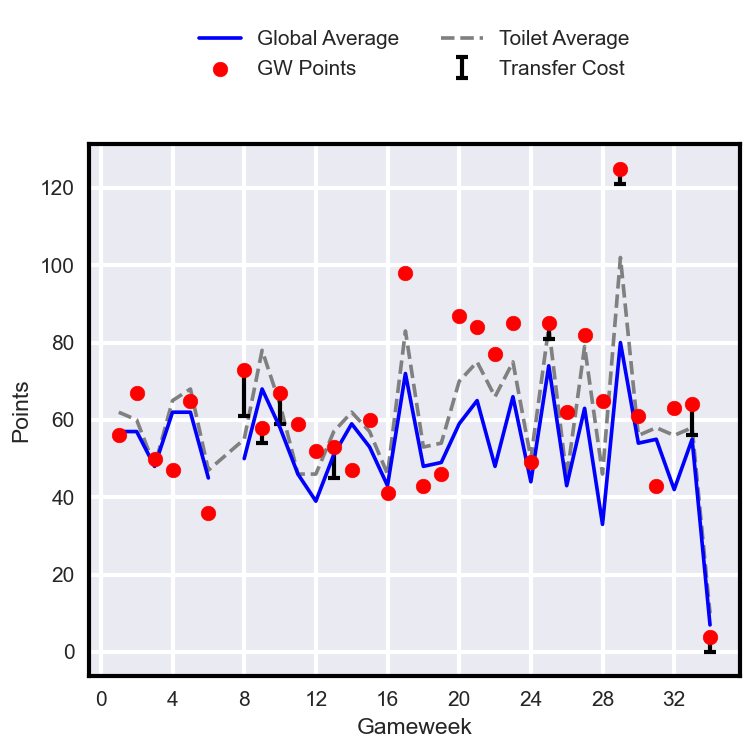 Global Average
Toilet Average
GW Points
Transfer Cost
120
100
80
60
40
20
0
Points
0 4 8 12 16 20 24 28 32
Gameweek